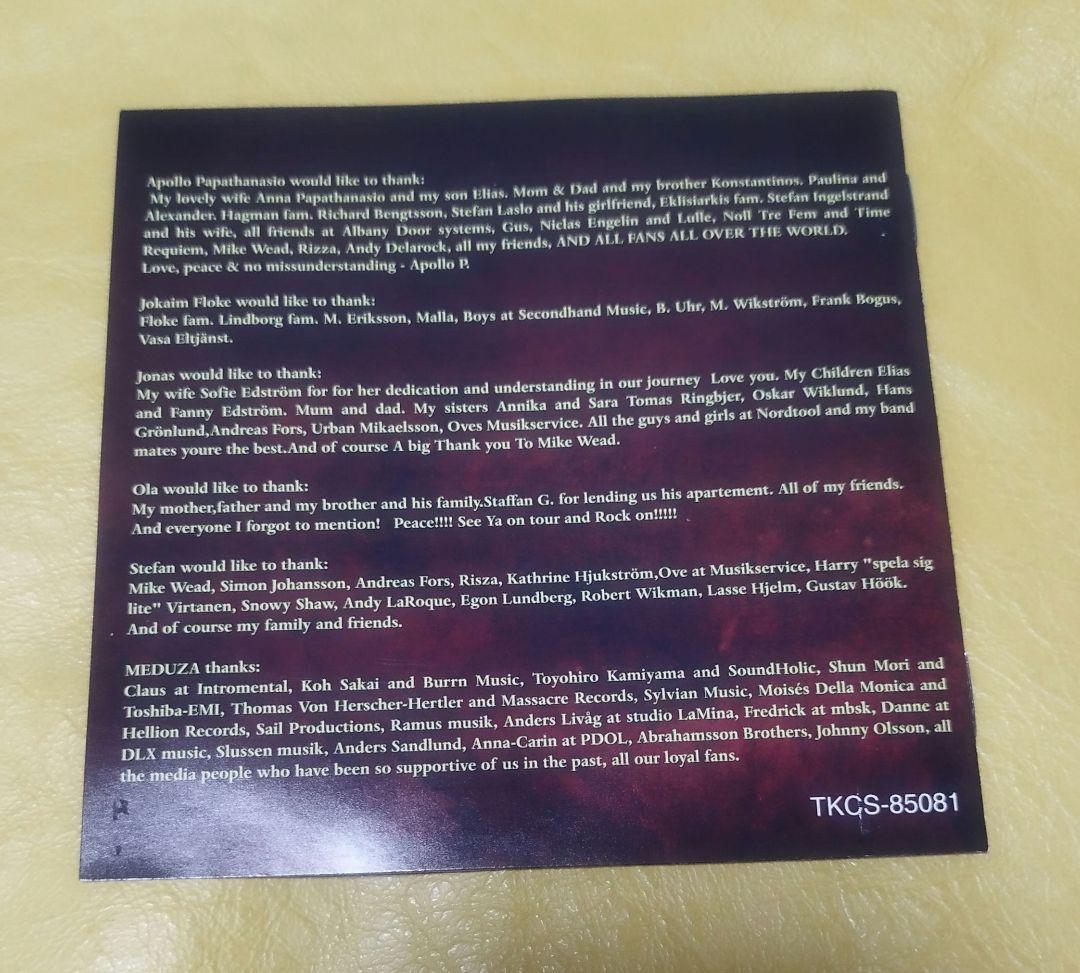 Apollo Papathanasio would like to thank:
My lovely wife Anna Papathanasio and my son Elias. Mom & Dad and my brother Konstantinos. Paulina and
Alexander. Hagman fam. Richard Bengtsson, Stefan Laslo and his girlfriend, Eklisiarkis fam. Stefan Ingelstrand
and his wife, all friends at Albany Door systems, Gus, Niclas Engelin and Lulle, Noll Tre Fem and Time
Requiem, Mike Wead, Rizza, Andy Delarock, all my friends, AND ALL FANS ALL OVER THE WORLD.
Love, peace & no missunderstanding - Apollo P.
Jokaim Floke would like to thank:
Floke fam. Lindborg fam. M. Eriksson, Malla, Boys at Secondhand Music, B. Uhr, M. Wikström, Frank Bogus,
Vasa Eltjänst.
Jonas would like to thank:
My wife Sofie Edström for for her dedication and understanding in our journey Love you. My Children Elias
and Fanny Edström. Mum and dad. My sisters Annika and Sara Tomas Ringbjer, Oskar Wiklund, Hans
Grönlund,Andreas Fors, Urban Mikaelsson, Oves Musikservice. All the guys and girls at Nordtool and my band
mates youre the best.And of course A big Thank you To Mike Wead.
Ola would like to thank:
My mother,father and my brother and his family.Staffan G. for lending us his apartement. All of my friends.
And everyone I forgot to mention! Peace!!!! See Ya on tour and Rock on!!!!!
Stefan would like to thank:
Mike Wead, Simon Johansson, Andreas Fors, Risza, Kathrine Hjukström,Ove at Musikservice, Harry "spela sig
lite" Virtanen, Snowy Shaw, Andy LaRoque, Egon Lundberg, Robert Wikman, Lasse Hjelm, Gustav Höök.
And of course my family and friends.
MEDUZA thanks:
Claus at Intromental, Koh Sakai and Burrn Music, Toyohiro Kamiyama and SoundHolic, Shun Mori and
Toshiba-EMI, Thomas Von Herscher-Hertler and Massacre Records, Sylvian Music, Moisés Della Monica and
Hellion Records, Sail Productions, Ramus musik, Anders Livåg at studio LaMina, Fredrick at mbsk, Danne at
DLX music, Slussen musik, Anders Sandlund, Anna-Carin at PDOL, Abrahamsson Brothers, Johnny Olsson, all
the media people who have been so supportive of us in the past, all our loyal fans.
TKCS-85081